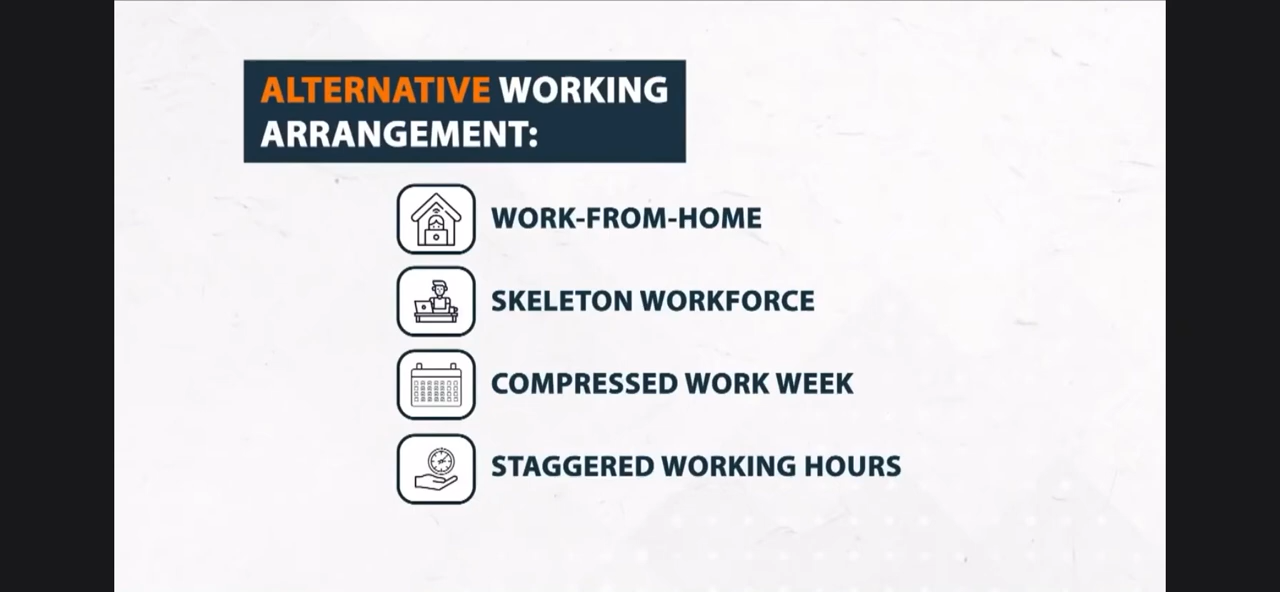 ALTERNATIVE WORKING
ARRANGEMENT:
WORK-FROM-HOME
SKELETON WORKFORCE
COMPRESSED WORK WEEK
STAGGERED WORKING HOURS